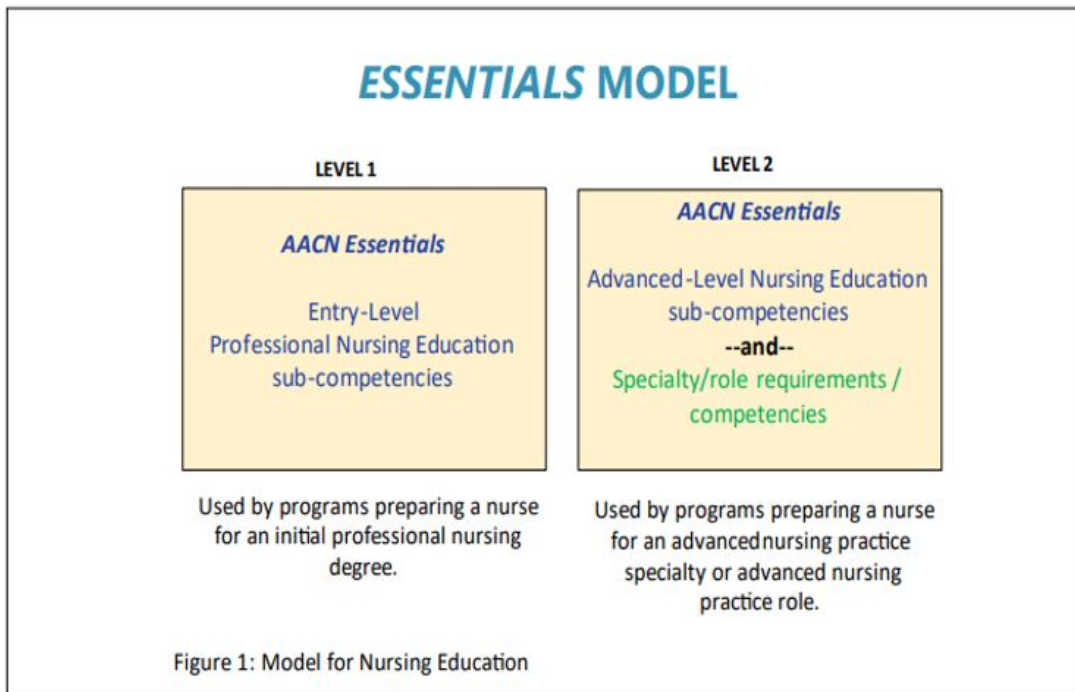 ESSENTIALS MODEL
LEVEL 1
AACN Essentials
Entry-Level
Professional Nursing Education
sub-competencies
Used by programs preparing a nurse
for an initial professional nursing
degree.
LEVEL 2
AACN Essentials
Advanced-Level Nursing Education
sub-competencies
--and--
Specialty/role requirements /
competencies
Used by programs preparing a nurse
for an advanced nursing practice
specialty or advanced nursing
practice role.
Figure 1: Model for Nursing Education